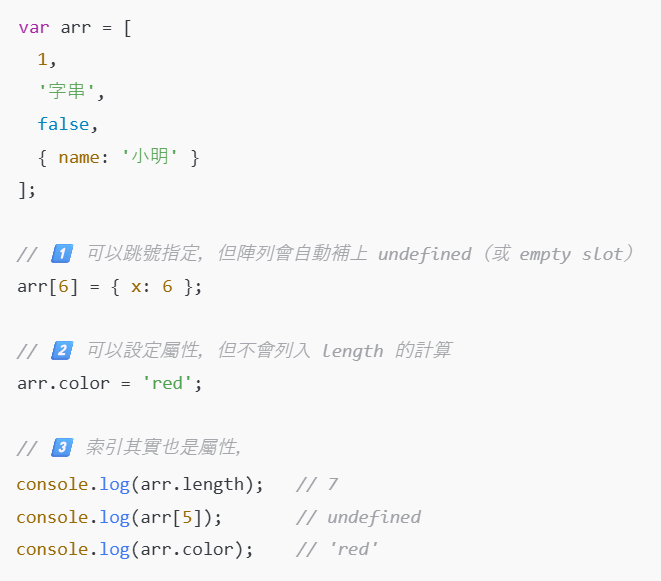 var arr = [
  1,
  '字串',
  false,
  { name: '小明' }
];
// 1️⃣ 可以跳號指定，但陣列會自動補上 undefined（或 empty slot）
arr[6] = { x: 6 };
// 2️⃣ 可以設定屬性，但不會列入 length 的計算
arr.color = 'red';
// 3️⃣ 索引其實也是屬性，
console.log(arr.length);   // 7
console.log(arr[5]);       // undefined
console.log(arr.color);    // 'red'